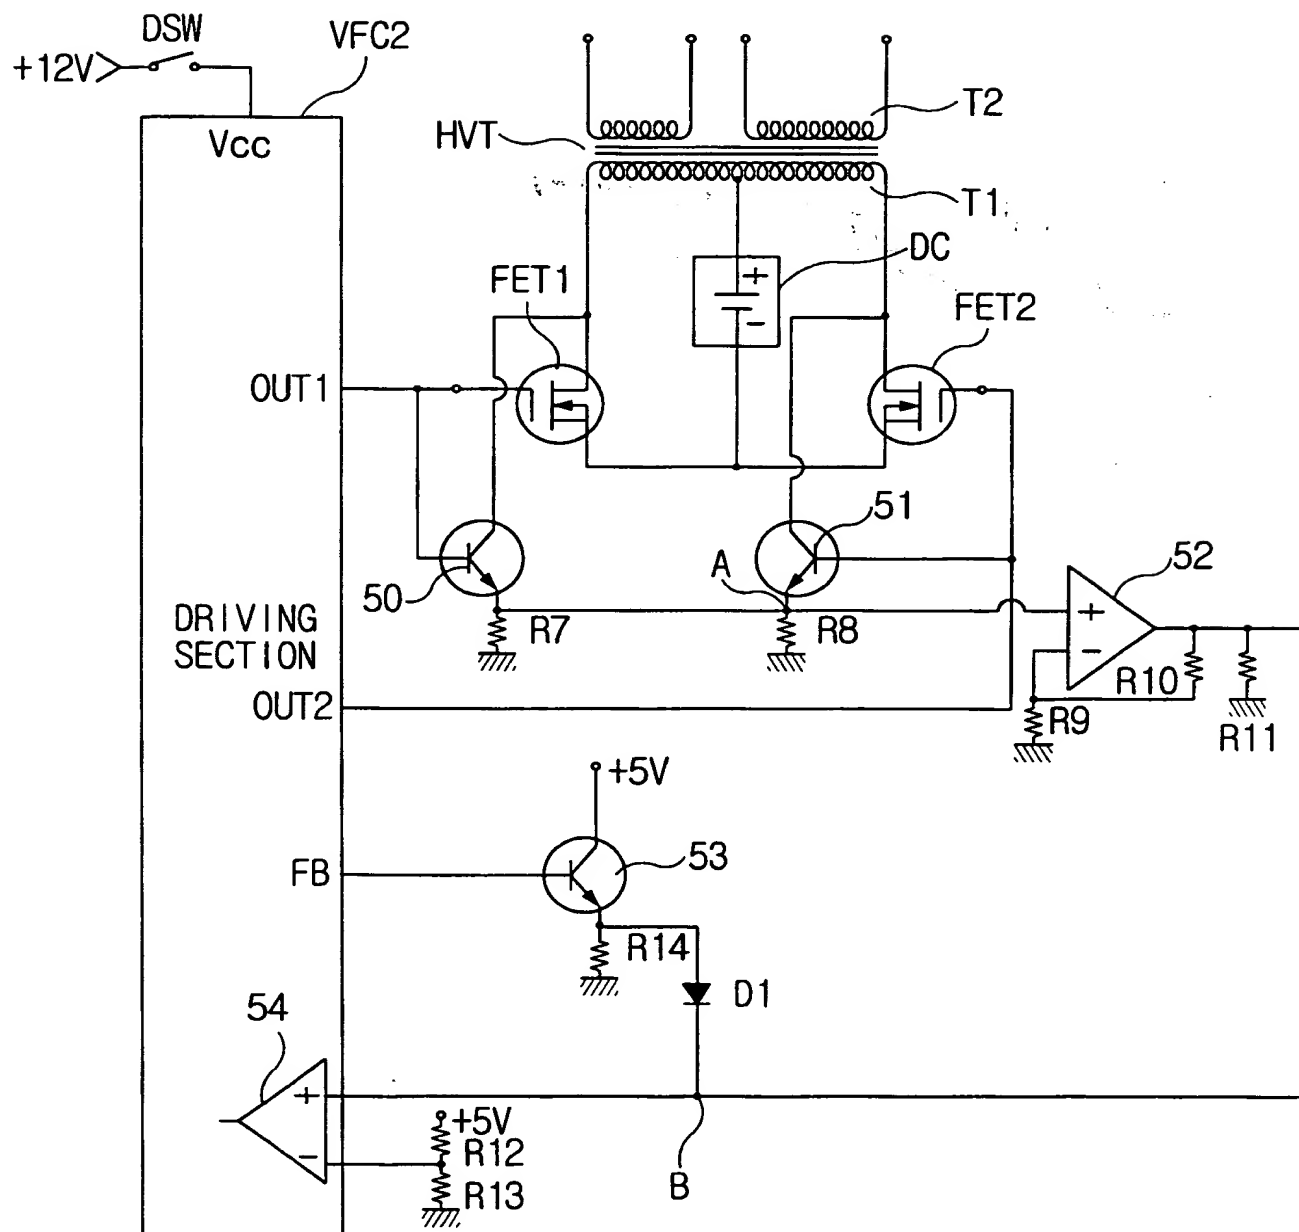 DSW
VFC2
+12V
Vcc
HVT
T2
T1
DC
+
-
FET1
FET2
OUT1
50
51
A
52
R7
R8
+
-
DRIVING
SECTION
R10
R9
R11
OUT2
+5V
FB
53
R14
D1
54
+
-
+5V
R12
R13
B